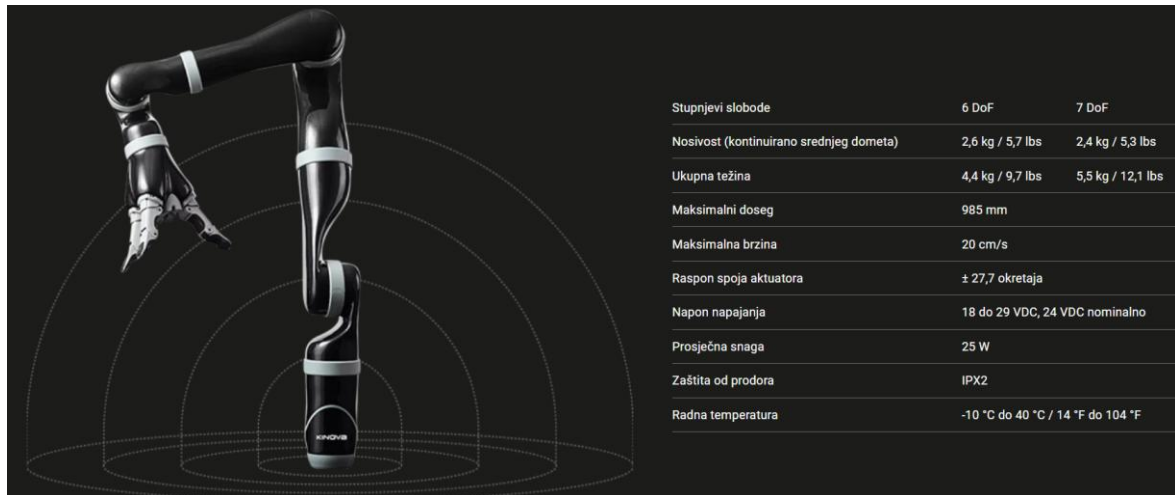 KINOVA
Stupnjevi slobode 6 DoF 7 DoF
Nosivost (kontinuirano srednjeg dometa) 2,6 kg / 5,7 lbs 2,4 kg / 5,3 lbs
Ukupna težina 4,4 kg / 9,7 lbs 5,5 kg / 12,1 lbs
Maksimalni doseg 985 mm
Maksimalna brzina 20 cm/s
Raspon spoja aktuatora ± 27,7 okretaja
Napon napajanja 18 do 29 VDC, 24 VDC nominalno
Prosječna snaga 25 W
Zaštita od prodora IPX2
Radna temperatura -10 °C do 40 °C / 14 °F do 104 °F